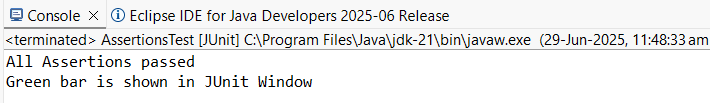 Console Eclipse IDE for Java Developers 2025-06 Release
<terminated> AssertionsTest [JUnit] C:\Program Files\Java\jdk-21\bin\javaw.exe (29-Jun-2025, 11:48:33 am
All Assertions passed
Green bar is shown in JUnit Window